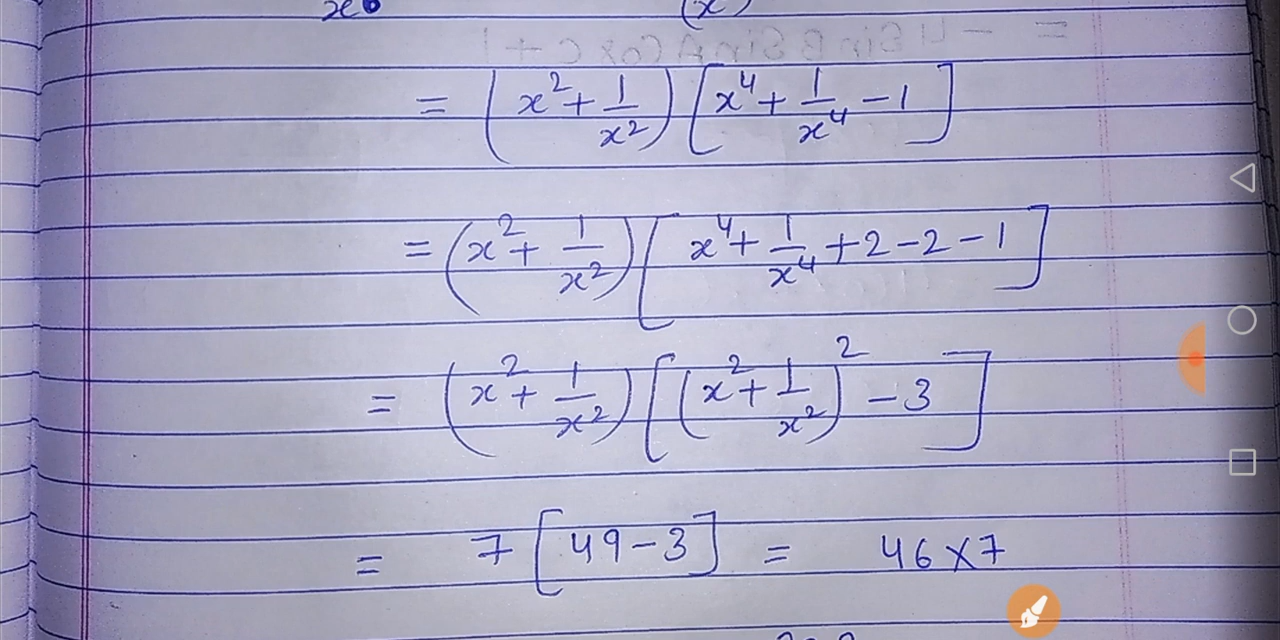 = (x² + 1/x²) [x⁴ + 1/x⁴ - 1]
= (x² + 1/x²) [x⁴ + 1/x⁴ + 2 - 2 - 1]
= (x² + 1/x²) [(x² + 1/x²)² - 3]
= 7 [49 - 3] = 46 × 7